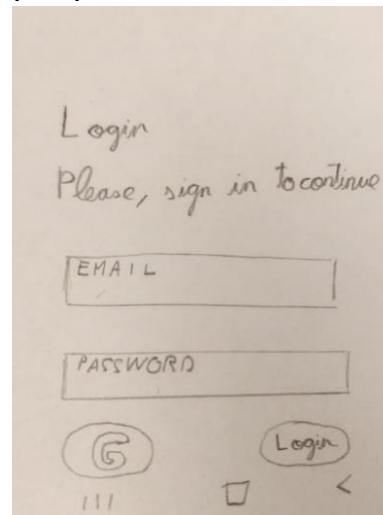 Login
Please, sign in to continue
EMAIL
PASSWORD
G Login